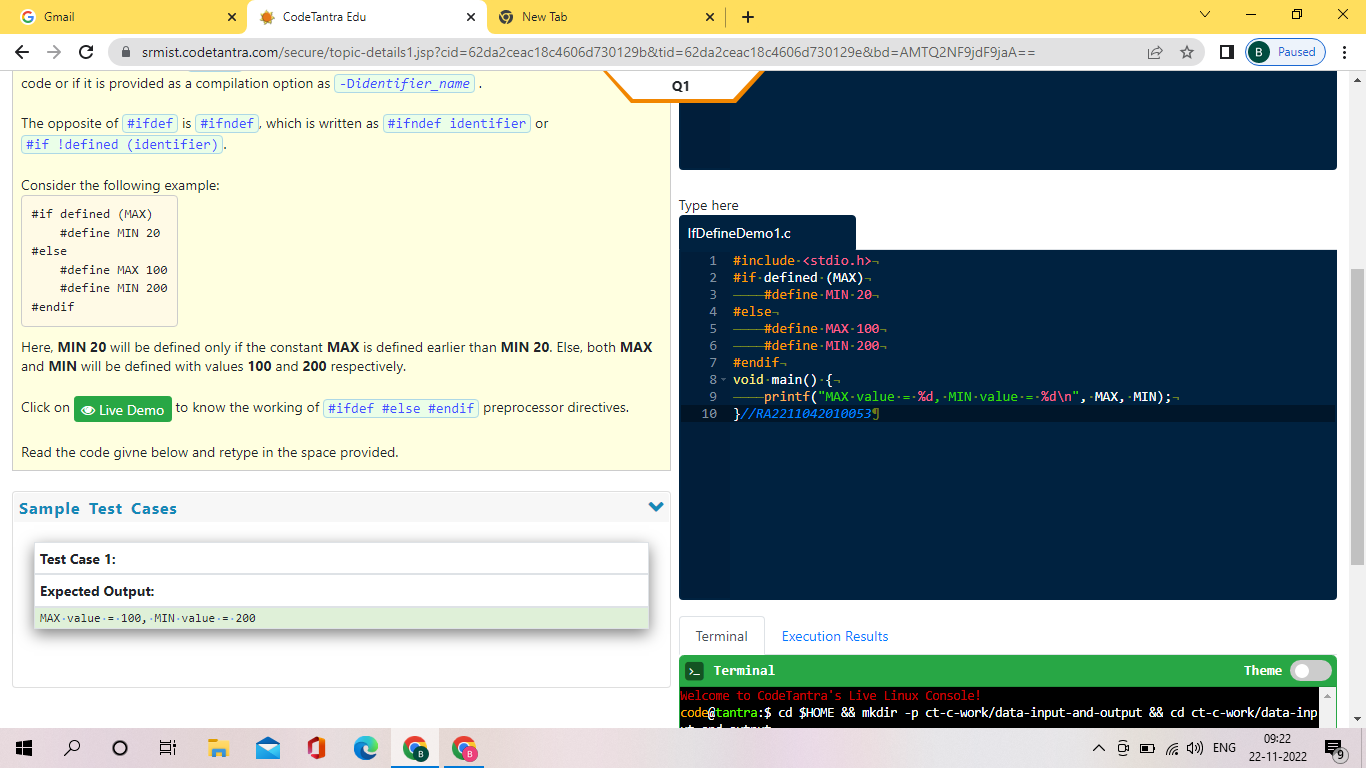 Gmail
CodeTantra Edu
New Tab
srmist.codetantra.com/secure/topic-details1.jsp?cid=62da2ceac18c4606d730129b&tid=62da2ceac18c4606d730129e&bd=AMTQ2NF9jdF9jaA==
B Paused
code or if it is provided as a compilation option as -Didentifier_name .
The opposite of #ifdef is #ifndef, which is written as #ifndef identifier or
#if !defined (identifier).
Consider the following example:
#if defined (MAX)
#define MIN 20
#else
#define MAX 100
#define MIN 200
#endif
Here, MIN 20 will be defined only if the constant MAX is defined earlier than MIN 20. Else, both MAX
and MIN will be defined with values 100 and 200 respectively.
Click on Live Demo to know the working of #ifdef #else #endif preprocessor directives.
Read the code givne below and retype in the space provided.
Sample Test Cases
Test Case 1:
Expected Output:
MAX·value·=·100,·MIN·value·=·200
Q1
Type here
IfDefineDemo1.c
1 #include·<stdio.h>¬
2 #if·defined·(MAX)¬
3 ————#define·MIN·20¬
4 #else¬
5 ————#define·MAX·100¬
6 ————#define·MIN·200¬
7 #endif¬
8 void·main()·{¬
9 ————printf("MAX·value·=·%d,·MIN·value·=·%d\n",·MAX,·MIN);¬
10 }//RA2211042010053¶
Terminal
Execution Results
Terminal
Theme
Welcome to CodeTantra's Live Linux Console!
code@tantra:$ cd $HOME && mkdir -p ct-c-work/data-input-and-output && cd ct-c-work/data-inp
ENG
09:22
22-11-2022
9